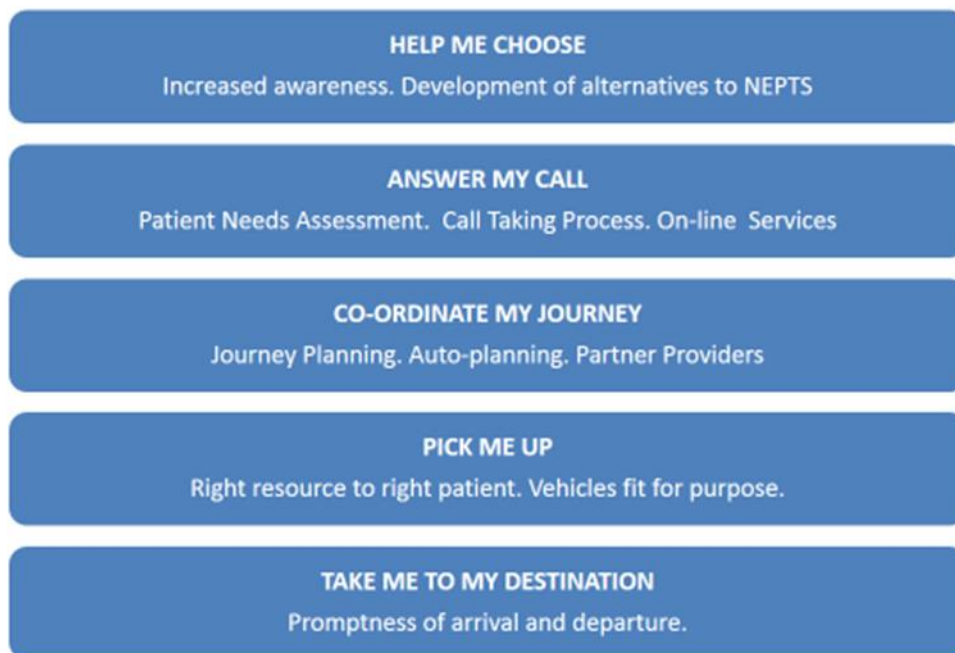 HELP ME CHOOSE
Increased awareness. Development of alternatives to NEPTS
ANSWER MY CALL
Patient Needs Assessment.  Call Taking Process. On-line  Services
CO-ORDINATE MY JOURNEY
Journey Planning. Auto-planning. Partner Providers
PICK ME UP
Right resource to right patient. Vehicles fit for purpose.
TAKE ME TO MY DESTINATION
Promptness of arrival and departure.